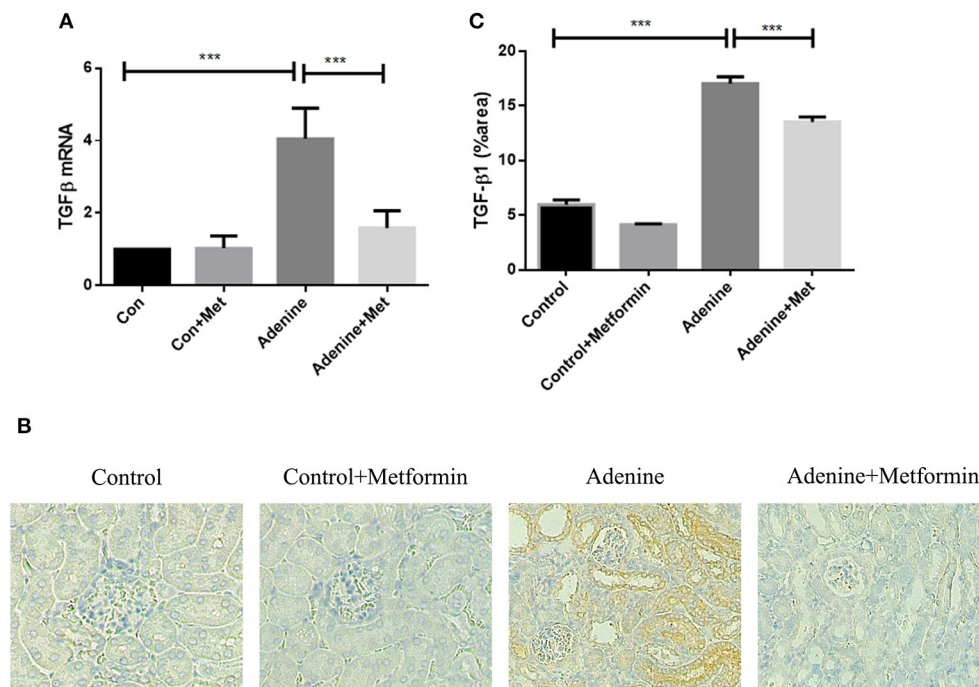 A
***
***
TGFβ mRNA
6
4
2
0
Con
Con+Met
Adenine
Adenine+Met
C
***
***
TGF-β1 (%area)
20
15
10
5
0
Control
Control+Metformin
Adenine
Adenine+Met
B
Control
Control+Metformin
Adenine
Adenine+Metformin